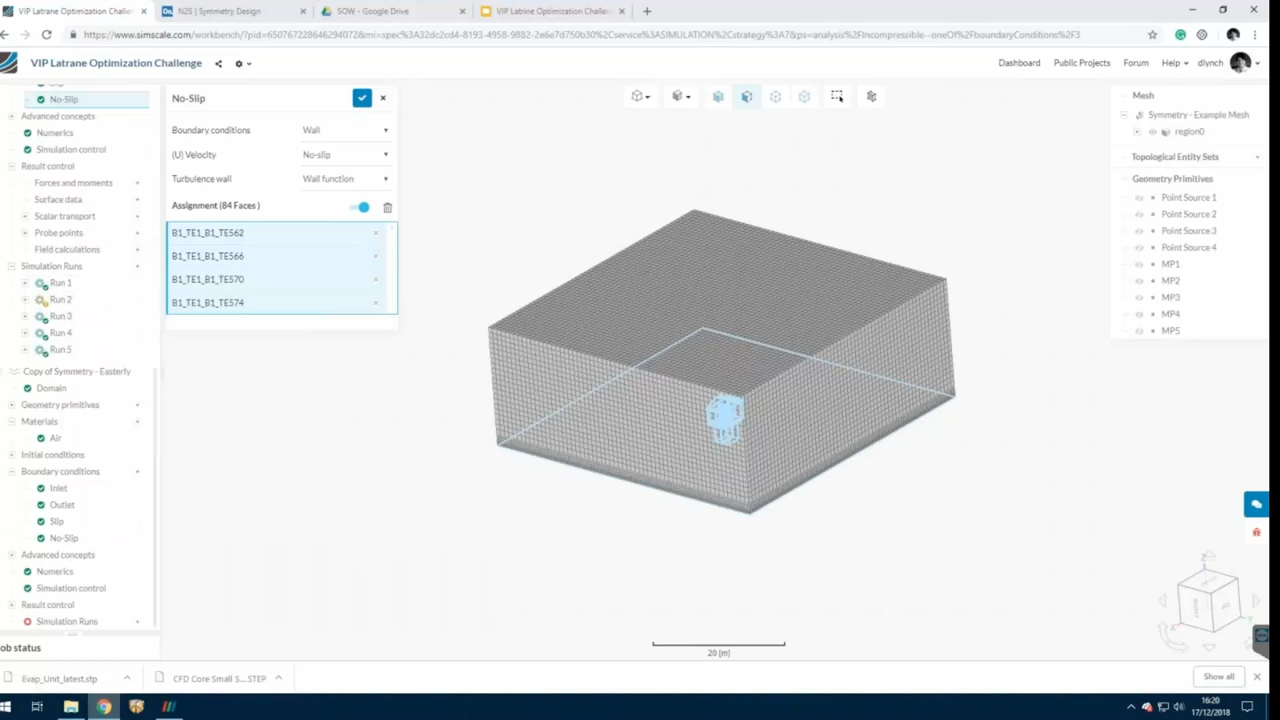 VIP Latrane Optimization Challen
N2S | Symmetry Design
SOW - Google Drive
VIP Latrine Optimization Challen
https://www.simscale.com/workbench/?pid=650767228646294072&mi=spec%3A32dc2cd4-8193-4958-9882-2e6e7d750b30%2Cservice%3ASIMULATION%2Cstrategy%3A7&ps=analysis%2FIncompressible--oneOf%2FboundaryConditions%2F3
VIP Latrane Optimization Challenge
Dashboard
Public Projects
Forum
Help
dlynch
No-Slip
Advanced concepts
Numerics
Simulation control
Result control
Forces and moments
Surface data
Scalar transport
Probe points
Field calculations
Simulation Runs
Run 1
Run 2
Run 3
Run 4
Run 5
Copy of Symmetry - Easterly
Domain
Geometry primitives
Materials
Air
Initial conditions
Boundary conditions
Inlet
Outlet
Slip
No-Slip
Advanced concepts
Numerics
Simulation control
Result control
Simulation Runs
ob status
No-Slip
Boundary conditions Wall
(U) Velocity No-slip
Turbulence wall Wall function
Assignment (84 Faces )
B1_TE1_B1_TE562
B1_TE1_B1_TE566
B1_TE1_B1_TE570
B1_TE1_B1_TE574
20 [m]
Mesh
Symmetry - Example Mesh
region0
Topological Entity Sets
Geometry Primitives
Point Source 1
Point Source 2
Point Source 3
Point Source 4
MP1
MP2
MP3
MP4
MP5
Evap_Unit_latest.stp
CFD Core Small S....STEP
Show all
16:20
17/12/2018